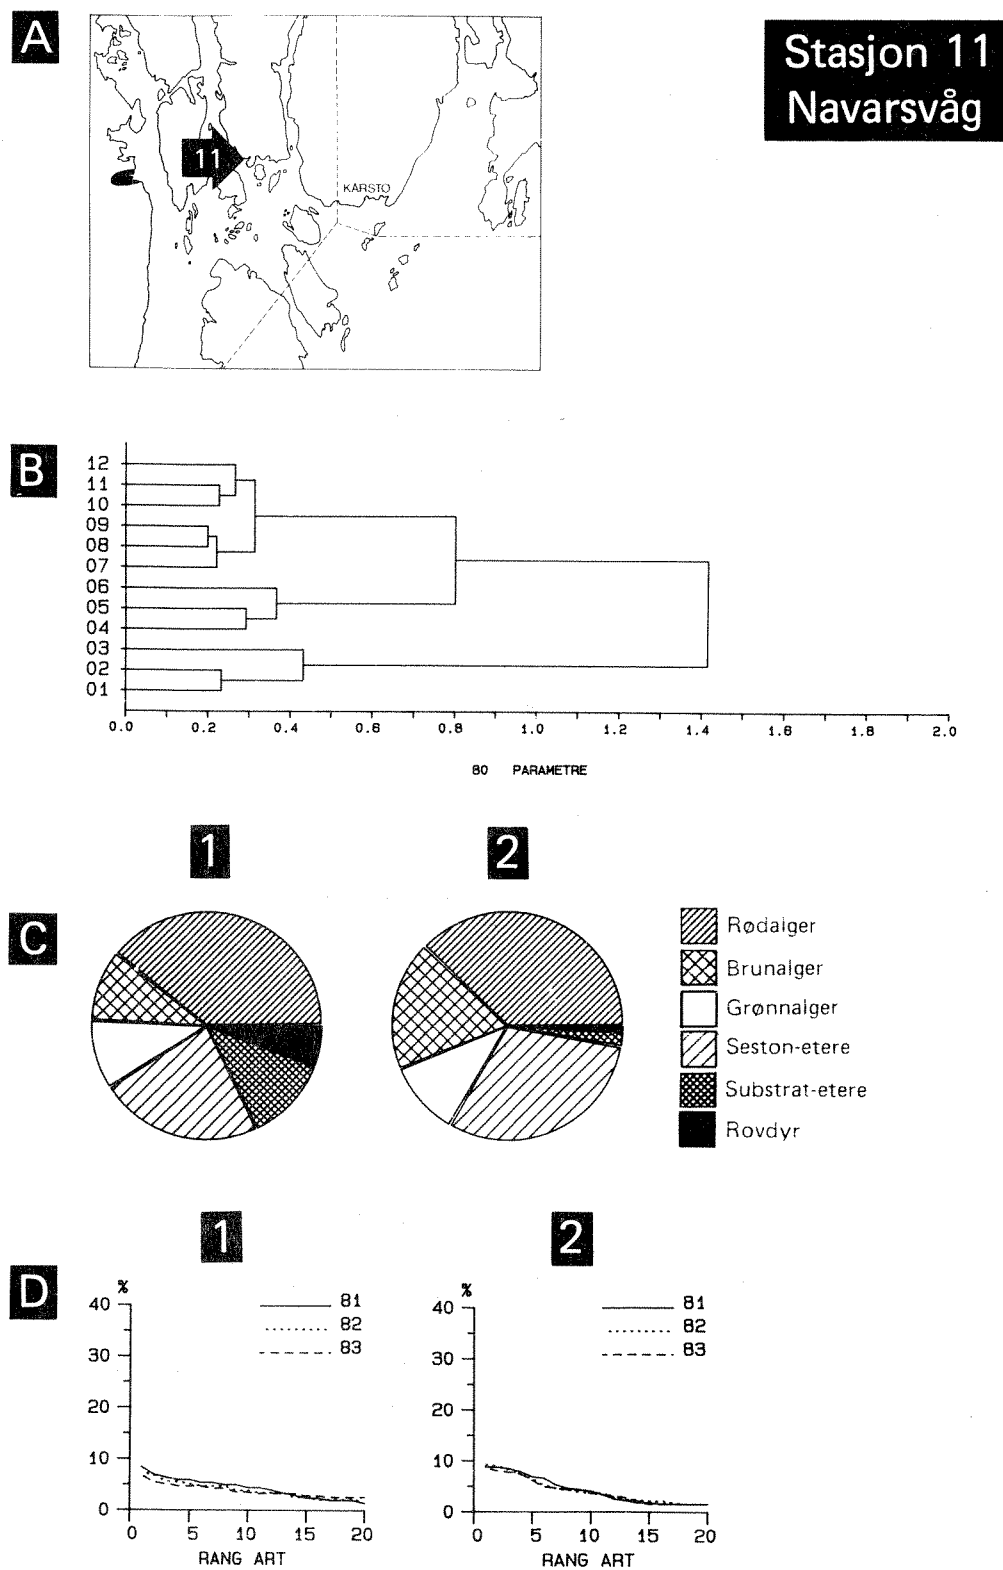 A
Stasjon 11
Navarsvåg
11
KÅRSTO
B
12
11
10
09
08
07
06
05
04
03
02
01
0.0 0.2 0.4 0.6 0.8 1.0 1.2 1.4 1.6 1.8 2.0
80 PARAMETRE
1 2
C
Rødalger
Brunalger
Grønnalger
Seston-etere
Substrat-etere
Rovdyr
1 2
D
% 
40
30
20
10
0
81
82
83
0 5 10 15 20
RANG ART
%
40
30
20
10
0
81
82
83
0 5 10 15 20
RANG ART